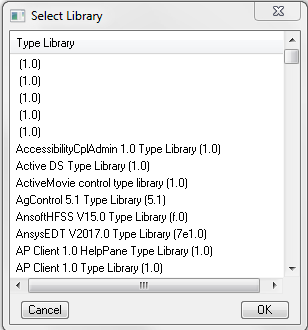 Select Library
Type Library
(1.0)
(1.0)
(1.0)
(1.0)
(1.0)
AccessibilityCplAdmin 1.0 Type Library (1.0)
Active DS Type Library (1.0)
ActiveMovie control type library (1.0)
AgControl 5.1 Type Library (5.1)
AnsoftHFSS V15.0 Type Library (f.0)
AnsysEDT V2017.0 Type Library (7e1.0)
AP Client 1.0 HelpPane Type Library (1.0)
AP Client 1.0 Type Library (1.0)
Cancel OK